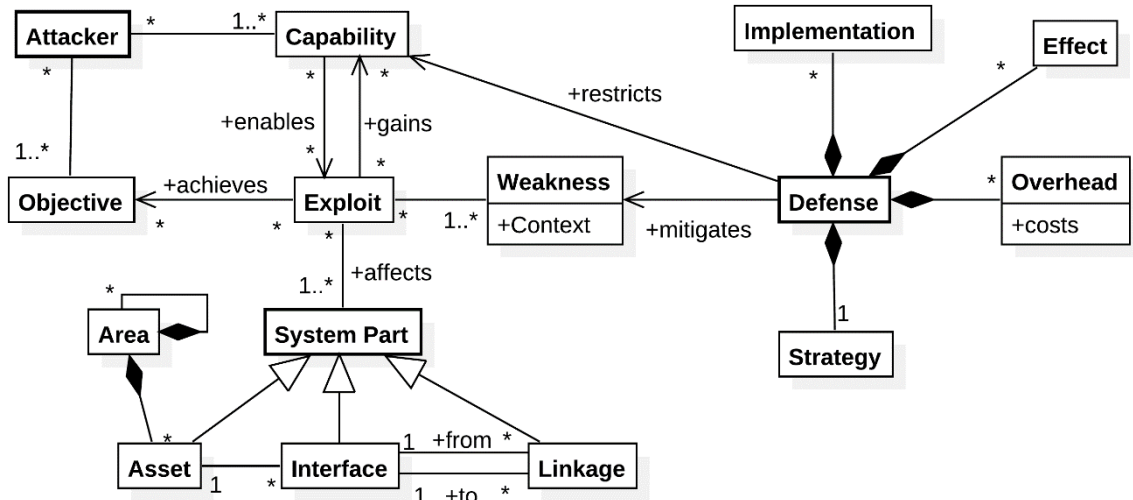 Attacker
*
1..*
Capability
Implementation
Effect
*
*
*
*
*
+restricts
+enables
+gains
1..*
*
*
Objective
+achieves
*
*
Exploit
*
1..*
Weakness
+Context
+mitigates
Defense
*
Overhead
+costs
*
1..*
+affects
*
Area
System Part
1
Strategy
*
Asset
1
*
Interface
1
+from
*
Linkage
1
+to
*